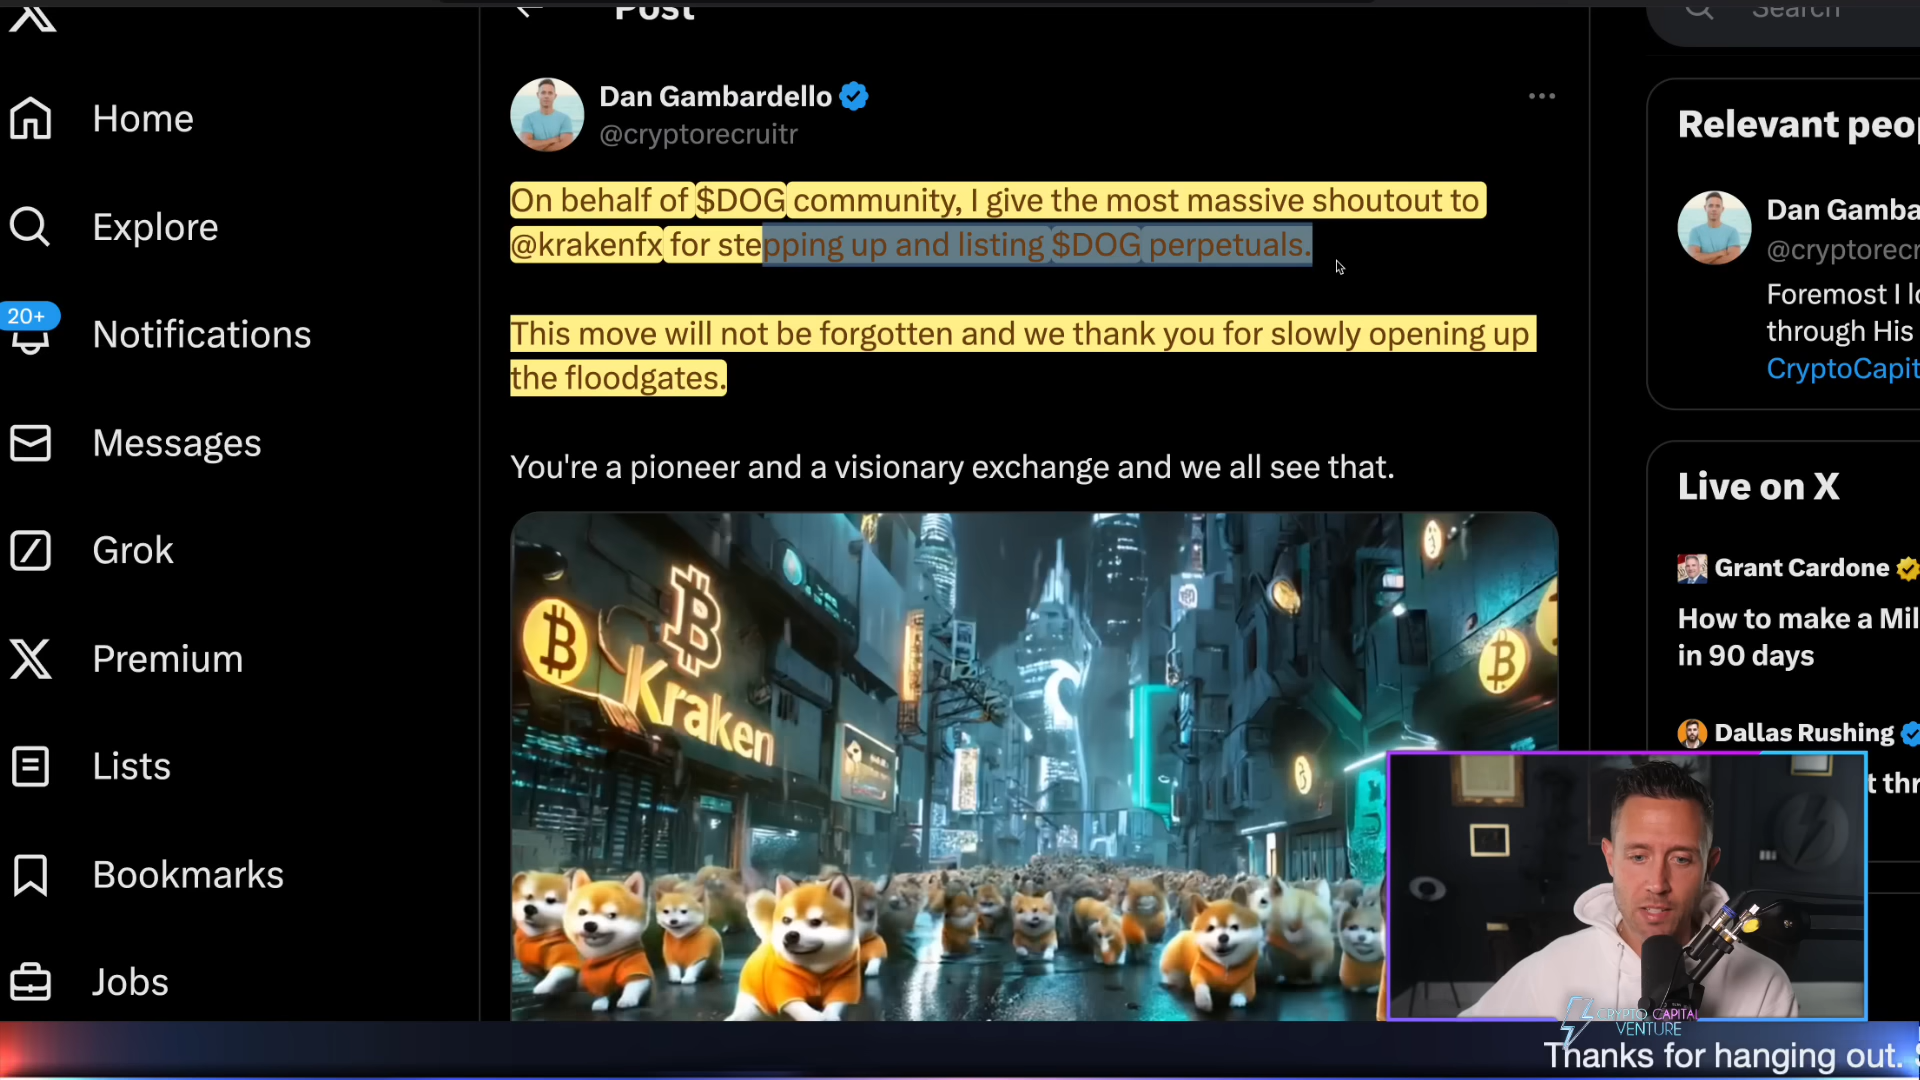 Post
Search
Home
Explore
20+
Notifications
Messages
Grok
Premium
Lists
Bookmarks
Jobs
Dan Gambardello
@cryptorecruitr
On behalf of $DOG community, I give the most massive shoutout to
@krakenfx for stepping up and listing $DOG perpetuals.
This move will not be forgotten and we thank you for slowly opening up
the floodgates.
You're a pioneer and a visionary exchange and we all see that.
Kraken
Relevant peo
Dan Gamba
@cryptorecr
Foremost I lo
through His
CryptoCapit
Live on X
Grant Cardone
How to make a Mil
in 90 days
Dallas Rushing
t thr
CRYPTO CAPITAL
VENTURE
Thanks for hanging out.